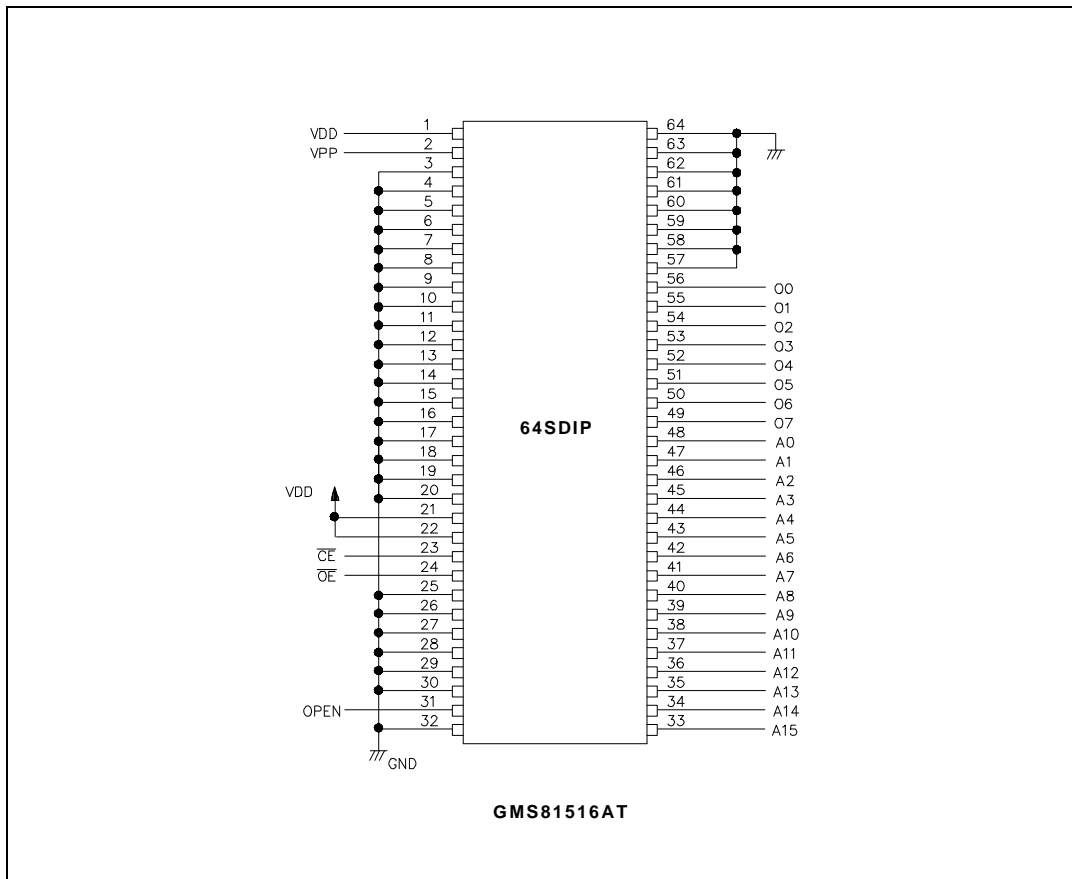 1 64
VDD
2 63
VPP
3 62
4 61
5 60
6 59
7 58
8 57
9 56 O0
10 55 O1
11 54 O2
12 53 O3
13 52 O4
14 51 O5
15 50 O6
16 49 O7
64SDIP
17 48 A0
18 47 A1
19 46 A2
VDD 20 45 A3
21 44 A4
22 43 A5
CE 23 42 A6
OE 24 41 A7
25 40 A8
26 39 A9
27 38 A10
28 37 A11
29 36 A12
30 35 A13
OPEN 31 34 A14
32 33 A15
GND
GMS81516AT